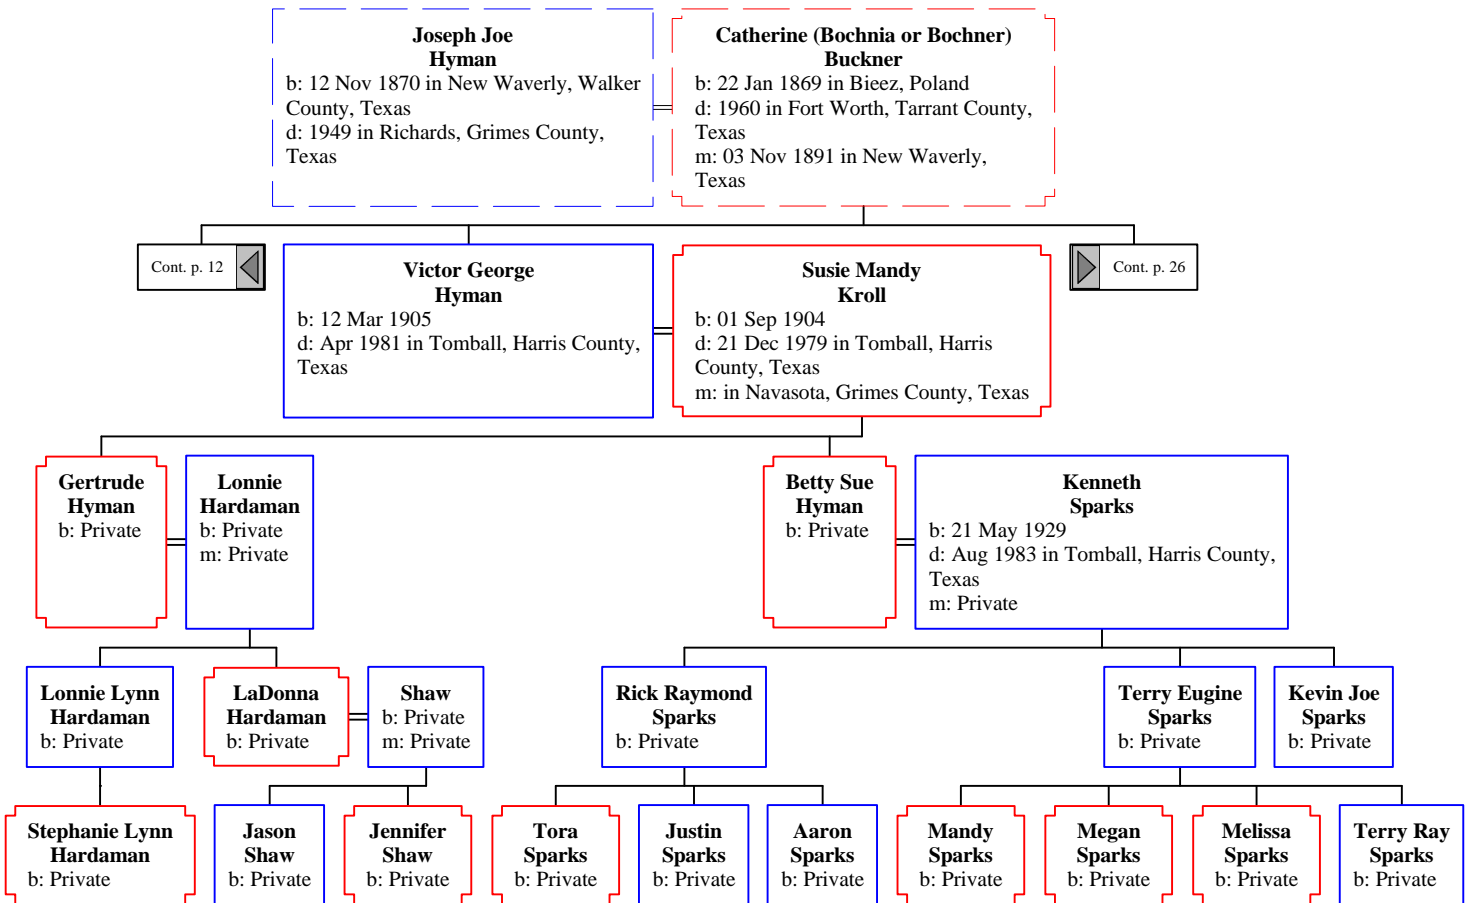 Joseph Joe
Hyman
b: 12 Nov 1870 in New Waverly, Walker
County, Texas
d: 1949 in Richards, Grimes County,
Texas
Catherine (Bochnia or Bochner)
Buckner
b: 22 Jan 1869 in Bieez, Poland
d: 1960 in Fort Worth, Tarrant County,
Texas
m: 03 Nov 1891 in New Waverly,
Texas
Cont. p. 12
Victor George
Hyman
b: 12 Mar 1905
d: Apr 1981 in Tomball, Harris County,
Texas
Susie Mandy
Kroll
b: 01 Sep 1904
d: 21 Dec 1979 in Tomball, Harris
County, Texas
m: in Navasota, Grimes County, Texas
Cont. p. 26
Gertrude
Hyman
b: Private
Lonnie
Hardaman
b: Private
m: Private
Betty Sue
Hyman
b: Private
Kenneth
Sparks
b: 21 May 1929
d: Aug 1983 in Tomball, Harris County,
Texas
m: Private
Lonnie Lynn
Hardaman
b: Private
LaDonna
Hardaman
b: Private
Shaw
b: Private
m: Private
Rick Raymond
Sparks
b: Private
Terry Eugine
Sparks
b: Private
Kevin Joe
Sparks
b: Private
Stephanie Lynn
Hardaman
b: Private
Jason
Shaw
b: Private
Jennifer
Shaw
b: Private
Tora
Sparks
b: Private
Justin
Sparks
b: Private
Aaron
Sparks
b: Private
Mandy
Sparks
b: Private
Megan
Sparks
b: Private
Melissa
Sparks
b: Private
Terry Ray
Sparks
b: Private